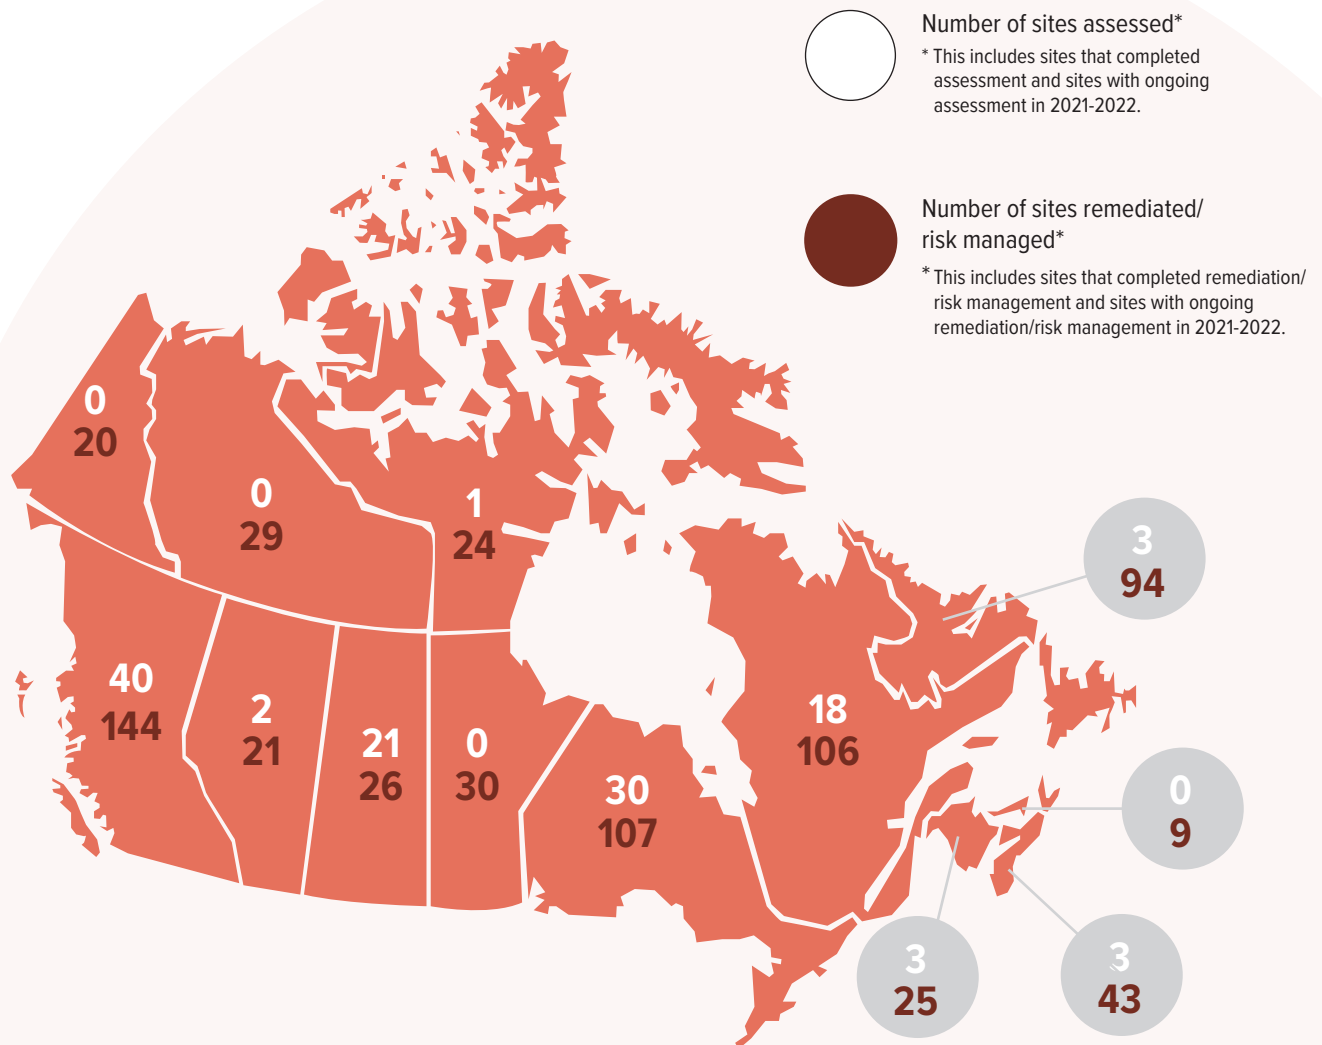 Number of sites assessed*
* This includes sites that completed
assessment and sites with ongoing
assessment in 2021-2022.
Number of sites remediated/
risk managed*
* This includes sites that completed remediation/
risk management and sites with ongoing
remediation/risk management in 2021-2022.
0
20
0
29
1
24
3
94
40
144
2
21
21
26
0
30
30
107
18
106
0
9
3
25
3
43